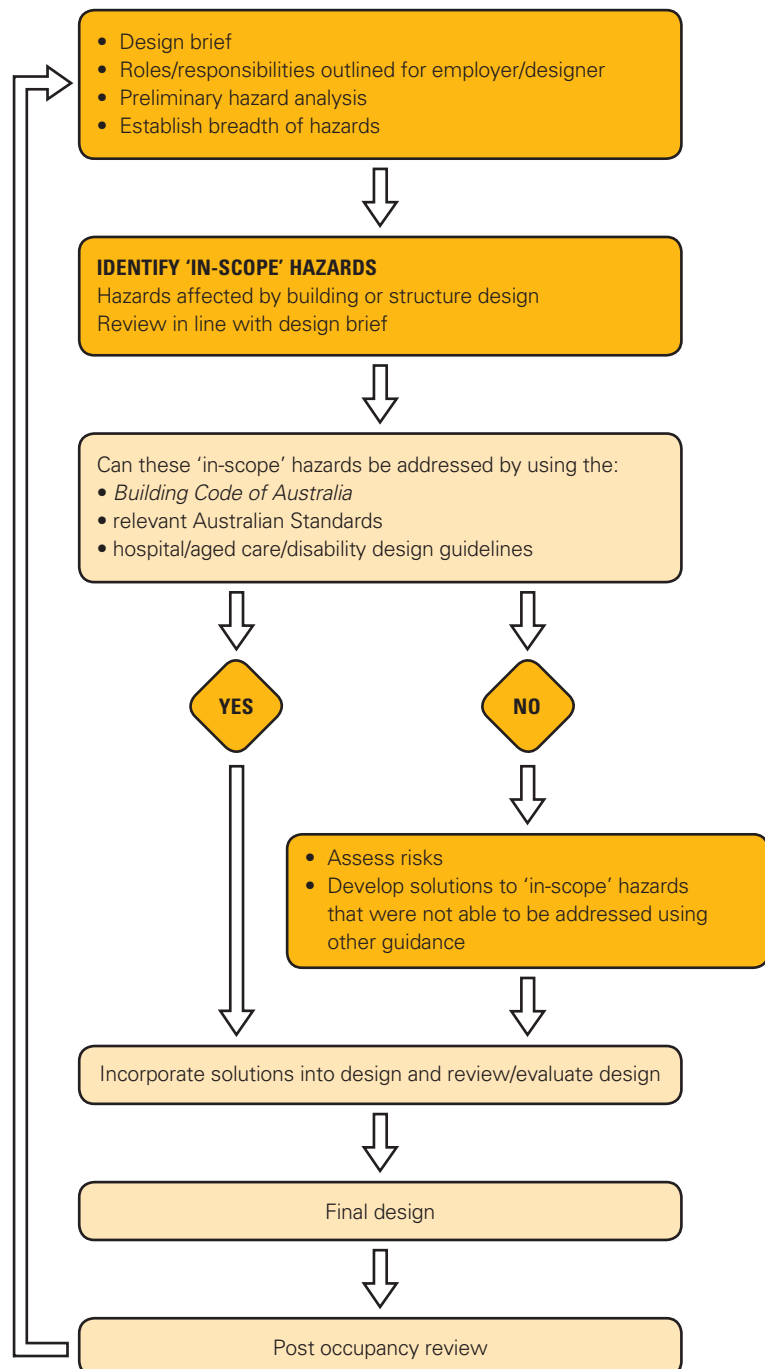 • Design brief
• Roles/responsibilities outlined for employer/designer
• Preliminary hazard analysis
• Establish breadth of hazards
IDENTIFY ‘IN-SCOPE’ HAZARDS
Hazards affected by building or structure design
Review in line with design brief
Can these ‘in-scope’ hazards be addressed by using the:
• Building Code of Australia
• relevant Australian Standards
• hospital/aged care/disability design guidelines
YES
NO
• Assess risks
• Develop solutions to ‘in-scope’ hazards
that were not able to be addressed using
other guidance
Incorporate solutions into design and review/evaluate design
Final design
Post occupancy review